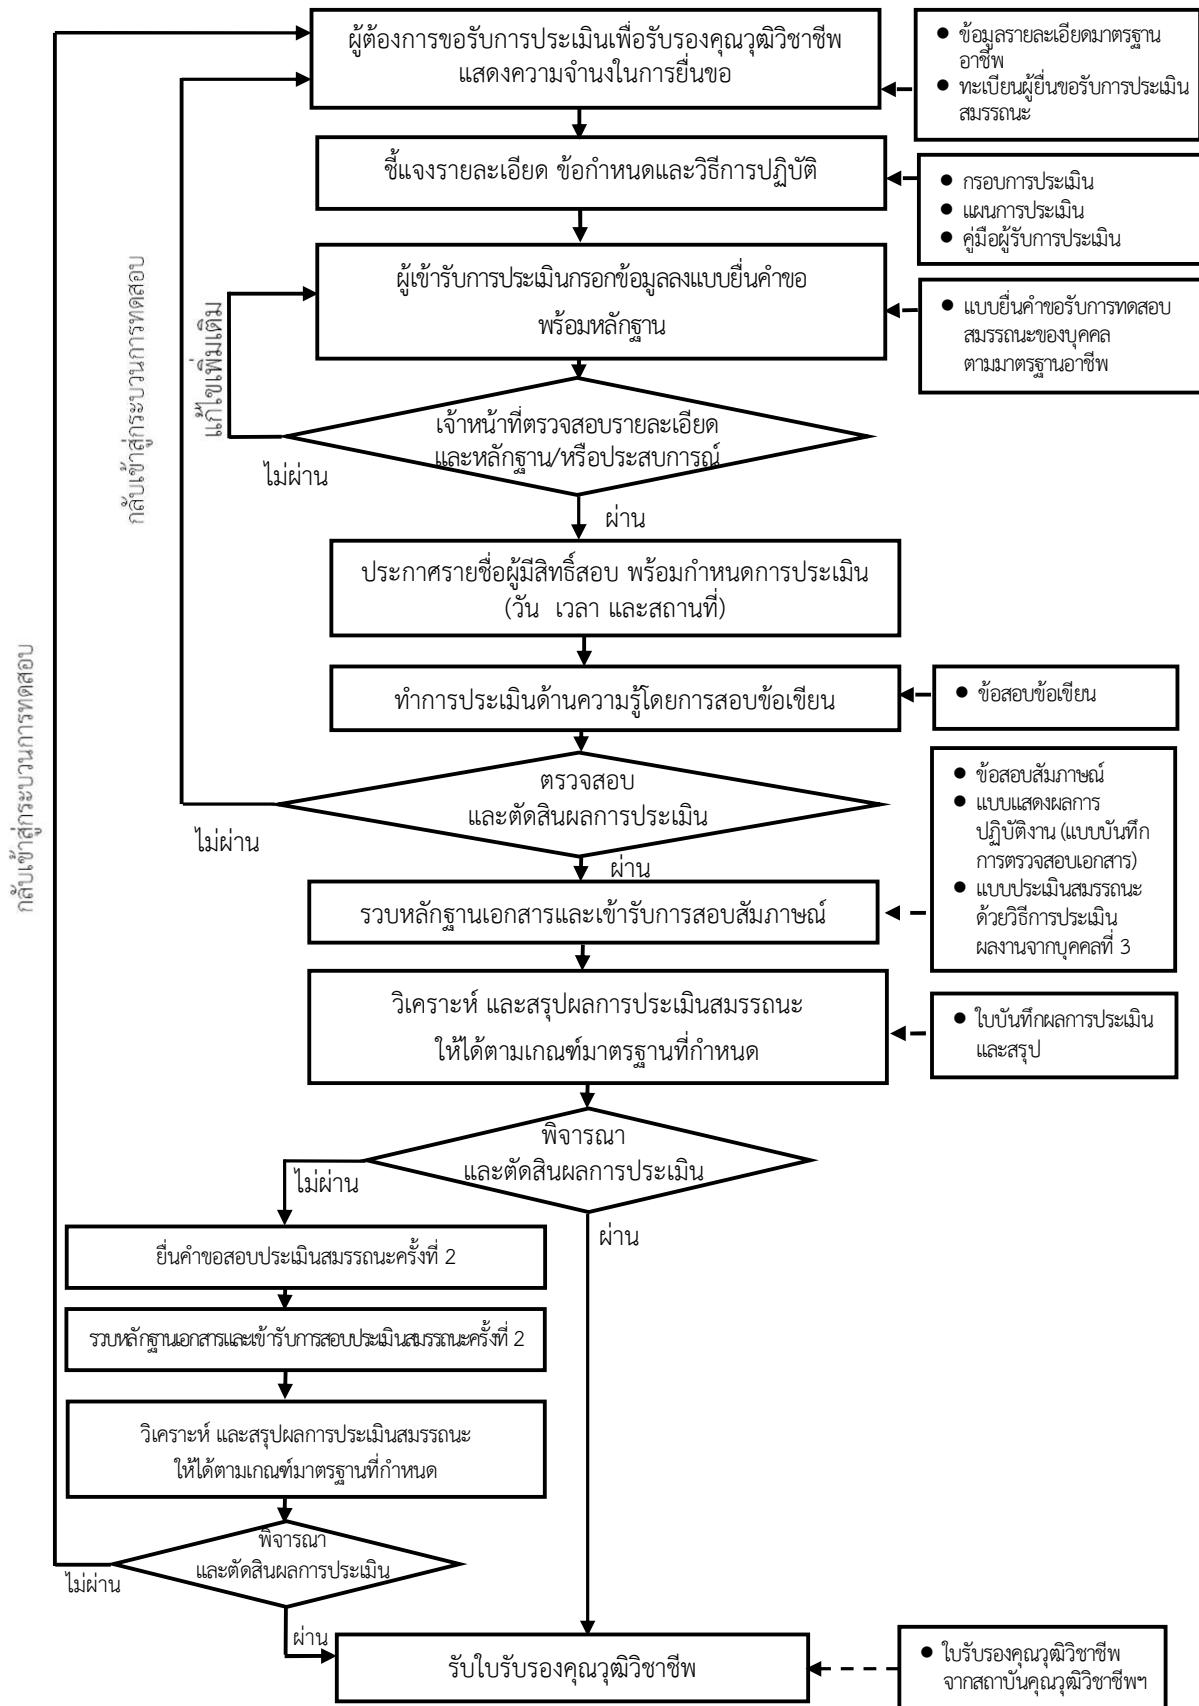 ผู้ต้องการขอรับการประเมินเพื่อรับรองคุณวุฒิวิชาชีพ
แสดงความจำนงในการยื่นขอ
● ข้อมูลรายละเอียดมาตรฐาน
อาชีพ
● ทะเบียนผู้ยื่นขอรับการประเมิน
สมรรถนะ
ชี้แจงรายละเอียด ข้อกำหนดและวิธีการปฏิบัติ
● กรอบการประเมิน
● แผนการประเมิน
● คู่มือผู้รับการประเมิน
ผู้เข้ารับการประเมินกรอกข้อมูลลงแบบยื่นคำขอ
พร้อมหลักฐาน
● แบบยื่นคำขอรับการทดสอบ
สมรรถนะของบุคคล
ตามมาตรฐานอาชีพ
แก้ไขเพิ่มเติม
กลับเข้าสู่กระบวนการทดสอบ
เจ้าหน้าที่ตรวจสอบรายละเอียด
และหลักฐาน/หรือประสบการณ์
ไม่ผ่าน
ผ่าน
ประกาศรายชื่อผู้มีสิทธิ์สอบ พร้อมกำหนดการประเมิน
(วัน เวลา และสถานที่)
กลับเข้าสู่กระบวนการทดสอบ
ทำการประเมินด้านความรู้โดยการสอบข้อเขียน
● ข้อสอบข้อเขียน
ตรวจสอบ
และตัดสินผลการประเมิน
ไม่ผ่าน
ผ่าน
● ข้อสอบสัมภาษณ์
● แบบแสดงผลการ
ปฏิบัติงาน (แบบบันทึก
การตรวจสอบเอกสาร)
● แบบประเมินสมรรถนะ
ด้วยวิธีการประเมิน
ผลงานจากบุคคลที่ 3
รวบหลักฐานเอกสารและเข้ารับการสอบสัมภาษณ์
วิเคราะห์ และสรุปผลการประเมินสมรรถนะ
ให้ได้ตามเกณฑ์มาตรฐานที่กำหนด
● ใบบันทึกผลการประเมิน
และสรุป
พิจารณา
และตัดสินผลการประเมิน
ไม่ผ่าน
ผ่าน
ยื่นคำขอสอบประเมินสมรรถนะครั้งที่ 2
รวบหลักฐานเอกสารและเข้ารับการสอบประเมินสมรรถนะครั้งที่ 2
วิเคราะห์ และสรุปผลการประเมินสมรรถนะ
ให้ได้ตามเกณฑ์มาตรฐานที่กำหนด
พิจารณา
และตัดสินผลการประเมิน
ไม่ผ่าน
ผ่าน
รับใบรับรองคุณวุฒิวิชาชีพ
● ใบรับรองคุณวุฒิวิชาชีพ
จากสถาบันคุณวุฒิวิชาชีพฯ